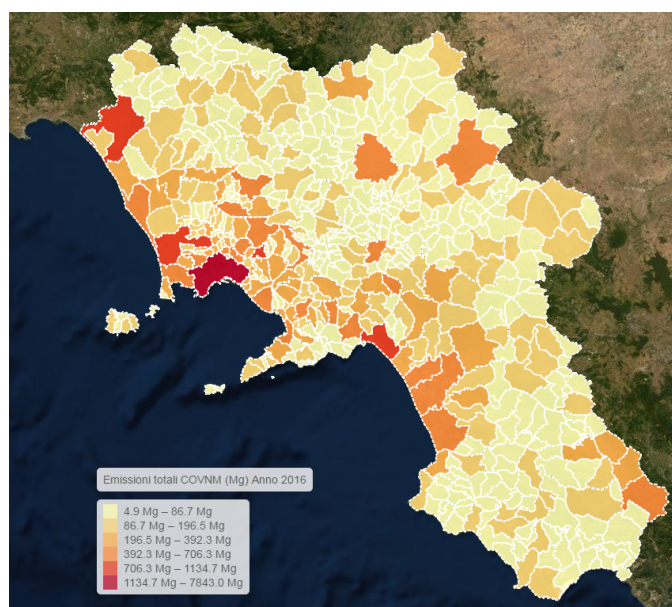 Emissioni totali COVNM (Mg) Anno 2016
4.9 Mg – 86.7 Mg
86.7 Mg – 196.5 Mg
196.5 Mg – 392.3 Mg
392.3 Mg – 706.3 Mg
706.3 Mg – 1134.7 Mg
1134.7 Mg – 7843.0 Mg